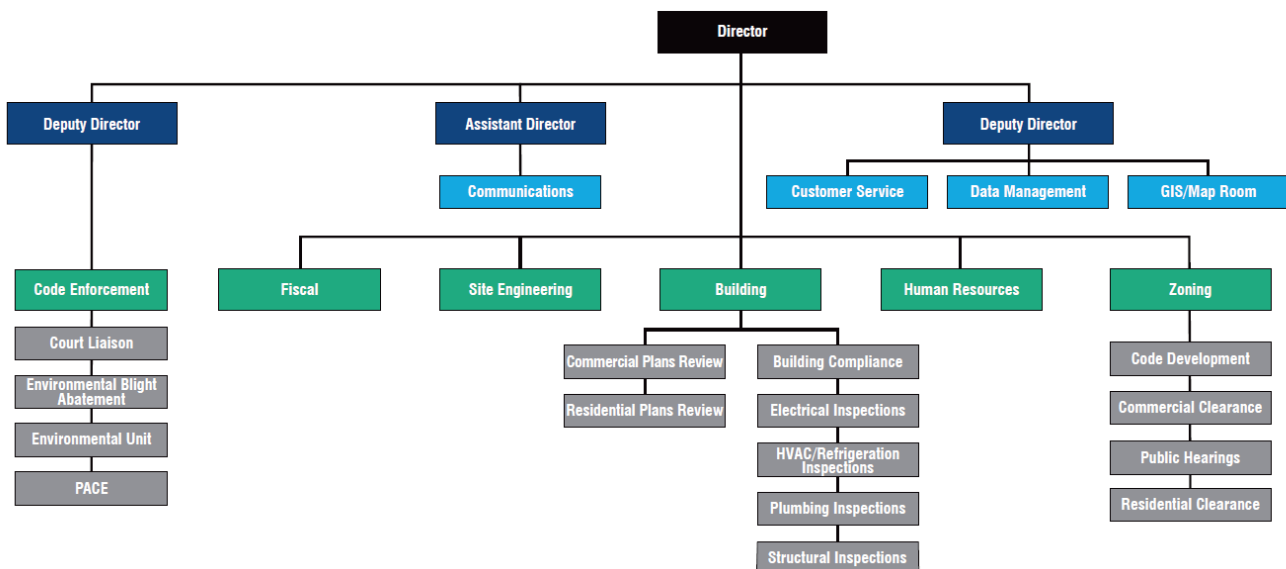 Director
Deputy Director
Assistant Director
Deputy Director
Communications
Customer Service
Data Management
GIS/Map Room
Code Enforcement
Fiscal
Site Engineering
Building
Human Resources
Zoning
Court Liaison
Environmental Blight
Abatement
Environmental Unit
PACE
Commercial Plans Review
Residential Plans Review
Building Compliance
Electrical Inspections
HVAC/Refrigeration
Inspections
Plumbing Inspections
Structural Inspections
Code Development
Commercial Clearance
Public Hearings
Residential Clearance